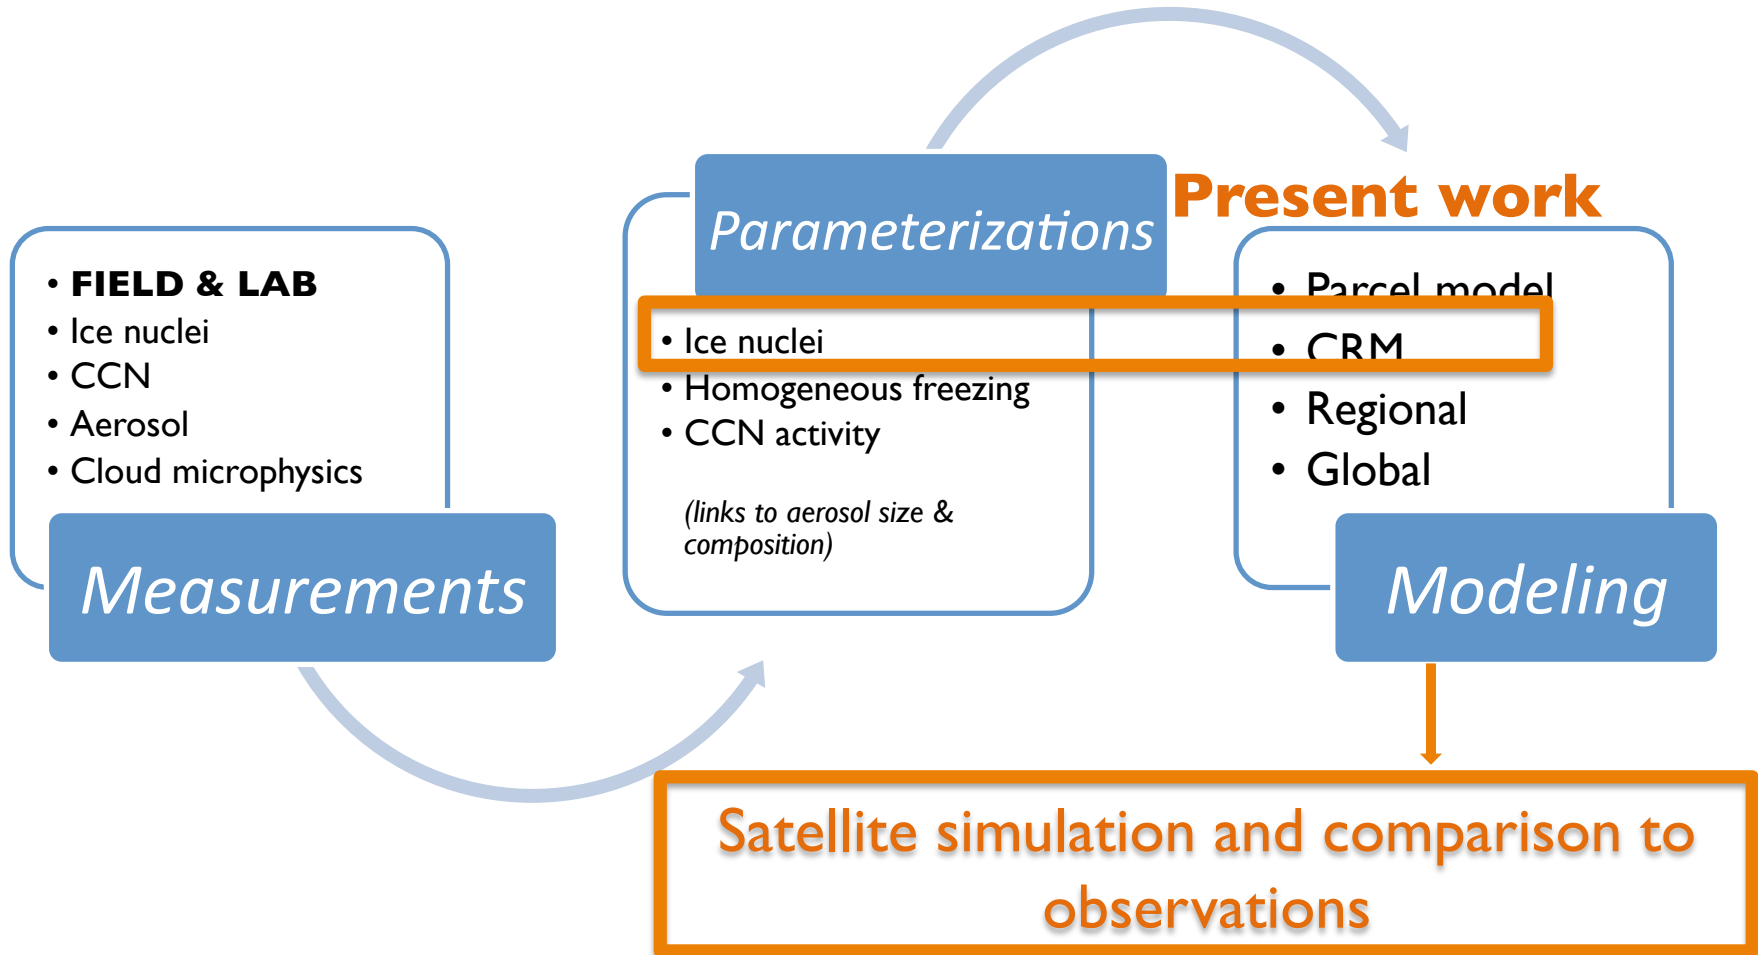 • FIELD & LAB
• Ice nuclei
• CCN
• Aerosol
• Cloud microphysics
Measurements
Parameterizations
• Ice nuclei
• Homogeneous freezing
• CCN activity
(links to aerosol size &
composition)
Present work
• Parcel model
• CRM
• Regional
• Global
Modeling
Satellite simulation and comparison to
observations